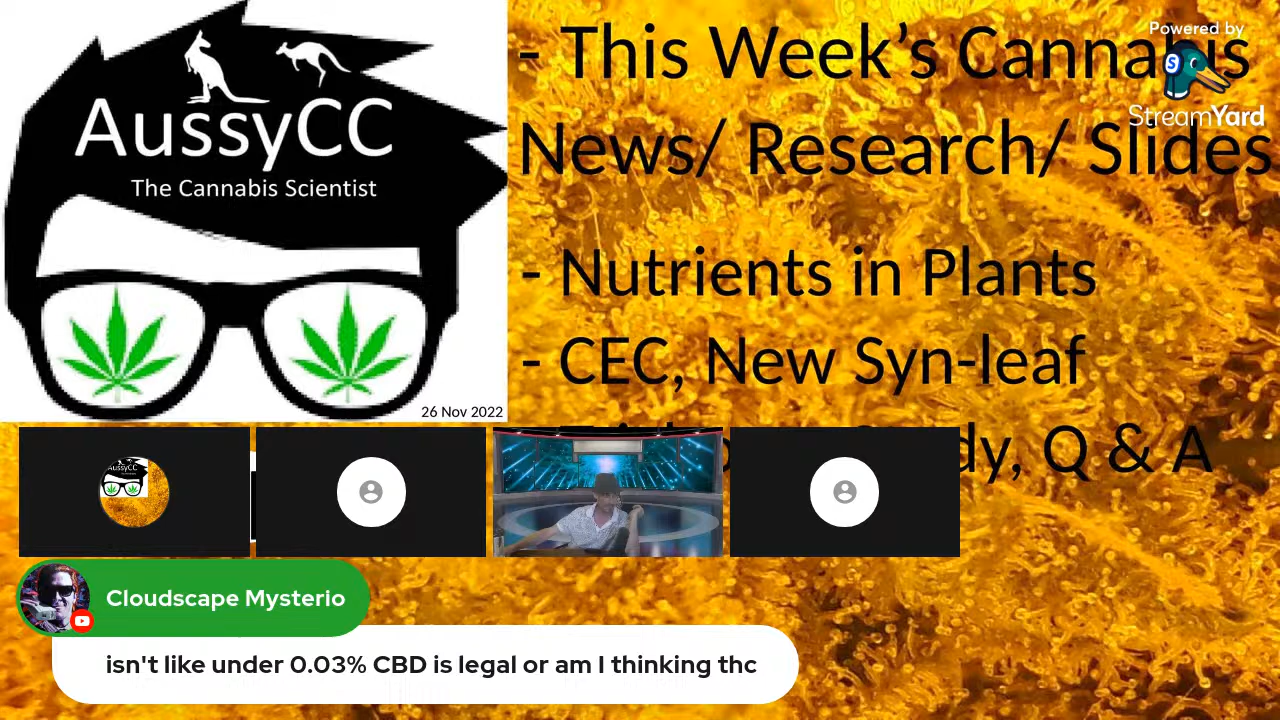 AussyCC
The Cannabis Scientist
26 Nov 2022
- This Week's Cannabis
News/ Research/ Slides
- Nutrients in Plants
- CEC, New Syn-leaf
Q & A
Powered by
StreamYard
Cloudscape Mysterio
isn't like under 0.03% CBD is legal or am I thinking thc